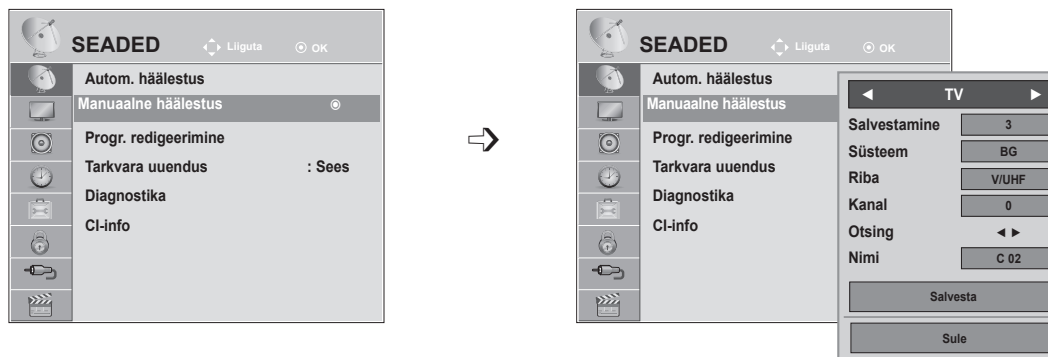 SEADED Liiguta OK
Autom. häälestus
Manuaalne häälestus
Progr. redigeerimine
Tarkvara uuendus : Sees
Diagnostika
CI-info
SEADED Liiguta OK
Autom. häälestus
Manuaalne häälestus
Progr. redigeerimine
Tarkvara uuendus
Diagnostika
CI-info
◀ TV ▶
Salvestamine 3
Süsteem BG
Riba V/UHF
Kanal 0
Otsing ◀ ▶
Nimi C 02
Salvesta
Sule